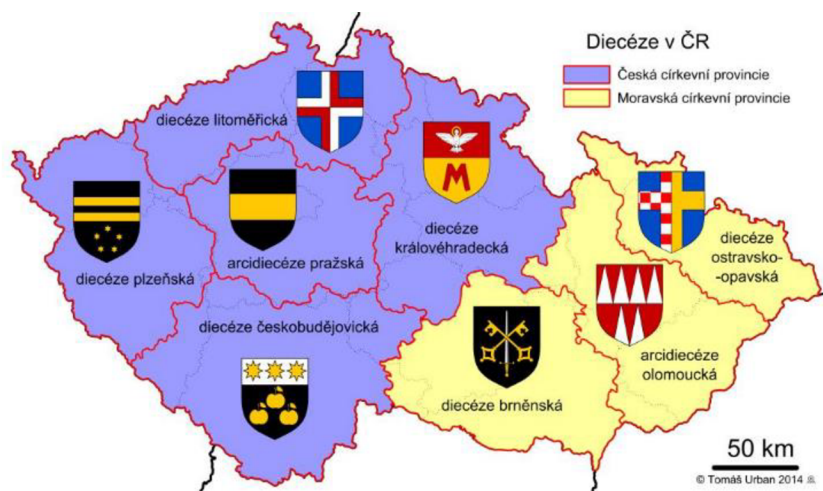 Diecéze v ČR
Česká církevní provincie
Moravská církevní provincie
diecéze litoměřická
M
diecéze
královéhradecká
diecéze
ostravsko-
-opavská
diecéze plzeňská
arcidiecéze pražská
diecéze českobudějovická
arcidiecéze
olomoucká
diecéze brněnská
50 km
© Tomáš Urban 2014